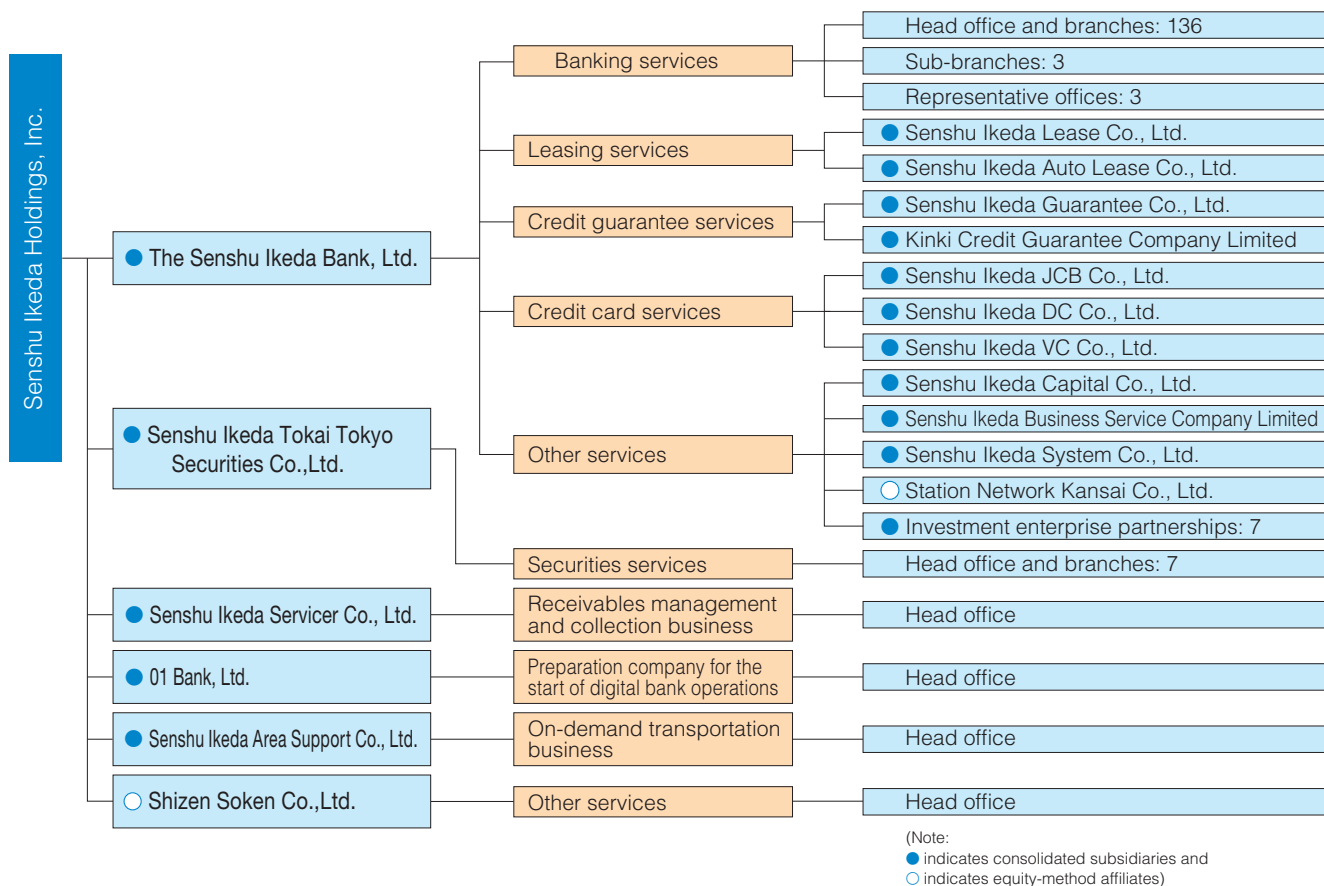 Senshu Ikeda Holdings, Inc.
● The Senshu Ikeda Bank, Ltd.
Banking services
Head office and branches: 136
Sub-branches: 3
Representative offices: 3
Leasing services
● Senshu Ikeda Lease Co., Ltd.
● Senshu Ikeda Auto Lease Co., Ltd.
Credit guarantee services
● Senshu Ikeda Guarantee Co., Ltd.
● Kinki Credit Guarantee Company Limited
Credit card services
● Senshu Ikeda JCB Co., Ltd.
● Senshu Ikeda DC Co., Ltd.
● Senshu Ikeda VC Co., Ltd.
Other services
● Senshu Ikeda Capital Co., Ltd.
● Senshu Ikeda Business Service Company Limited
● Senshu Ikeda System Co., Ltd.
○ Station Network Kansai Co., Ltd.
● Investment enterprise partnerships: 7
● Senshu Ikeda Tokai Tokyo
Securities Co.,Ltd.
Securities services
Head office and branches: 7
● Senshu Ikeda Servicer Co., Ltd.
Receivables management
and collection business
Head office
● 01 Bank, Ltd.
Preparation company for the
start of digital bank operations
Head office
● Senshu Ikeda Area Support Co., Ltd.
On-demand transportation
business
Head office
○ Shizen Soken Co.,Ltd.
Other services
Head office
(Note:
● indicates consolidated subsidiaries and
○ indicates equity-method affiliates)